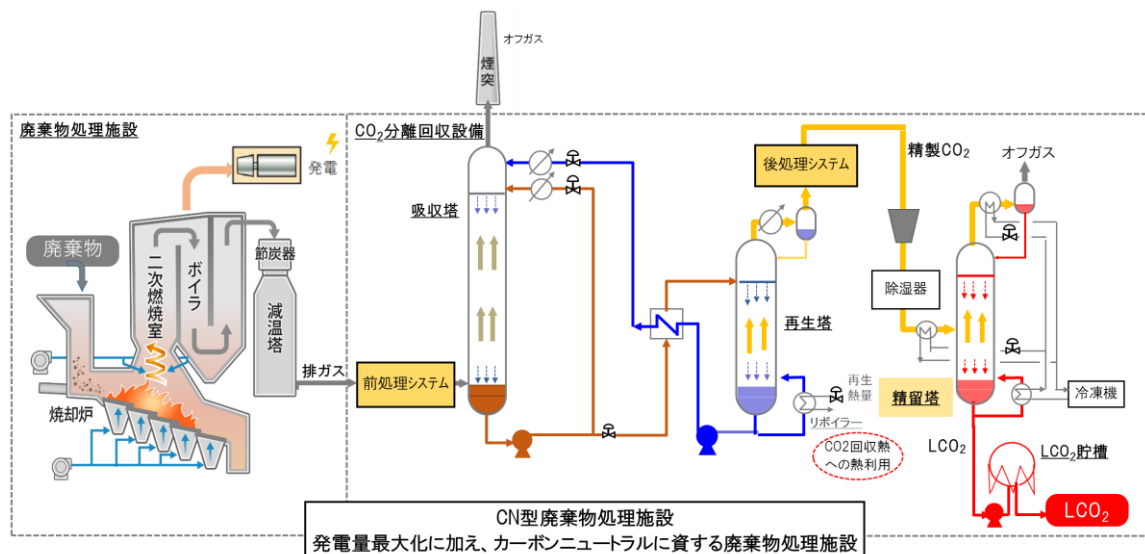 オフガス
煙突
廃棄物処理施設
CO₂分離回収設備
発電
廃棄物
二次燃焼室
ボイラ
節炭器
減温塔
焼却炉
排ガス
前処理システム
吸収塔
後処理システム
再生塔
再生
熱量
リボイラー
CO2回収熱
への熱利用
精製CO₂
除湿器
オフガス
精留塔
冷凍機
LCO₂
LCO₂貯槽
LCO₂
CN型廃棄物処理施設
発電量最大化に加え、カーボンニュートラルに資する廃棄物処理施設